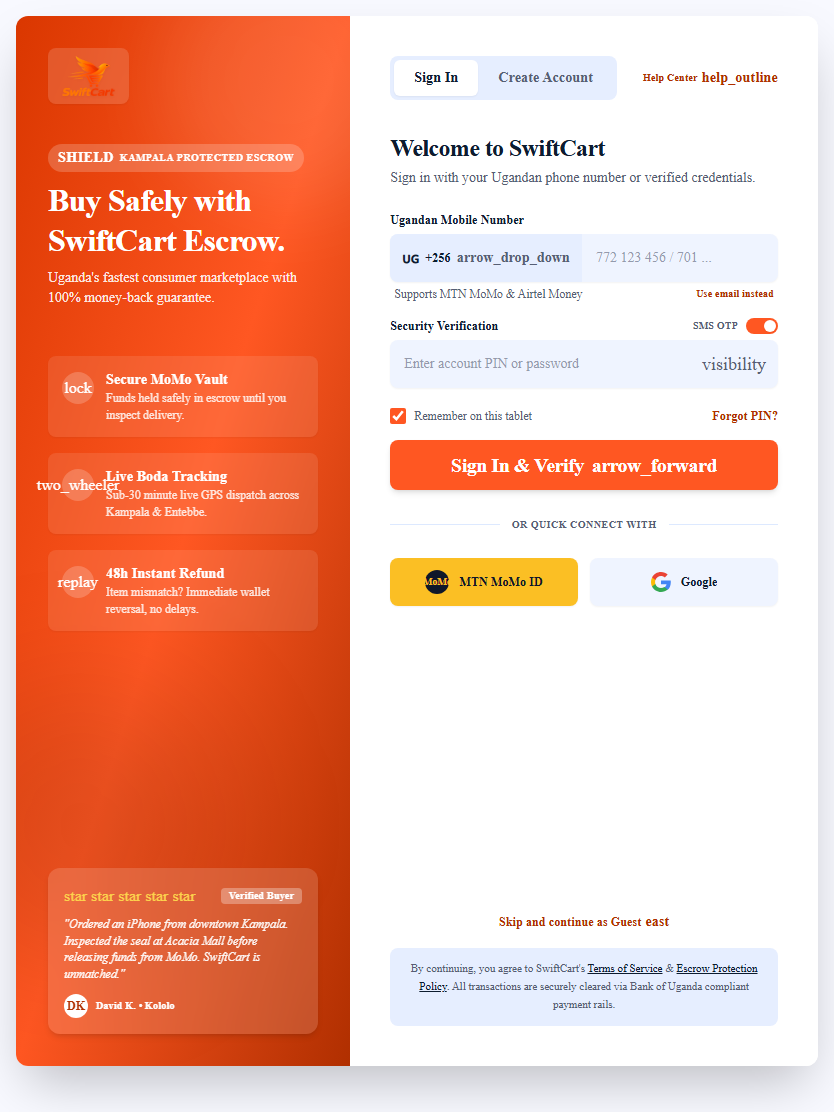 SwiftCart
SHIELD KAMPALA PROTECTED ESCROW
Buy Safely with
SwiftCart Escrow.
Uganda's fastest consumer marketplace with
100% money-back guarantee.
lock
Secure MoMo Vault
Funds held safely in escrow until you
inspect delivery.
two_wheeler
Live Boda Tracking
Sub-30 minute live GPS dispatch across
Kampala & Entebbe.
replay
48h Instant Refund
Item mismatch? Immediate wallet
reversal, no delays.
star star star star star
Verified Buyer
"Ordered an iPhone from downtown Kampala.
Inspected the seal at Acacia Mall before
releasing funds from MoMo. SwiftCart is
unmatched."
DK
David K. • Kololo
Sign In
Create Account
Help Center help_outline
Welcome to SwiftCart
Sign in with your Ugandan phone number or verified credentials.
Ugandan Mobile Number
UG +256 arrow_drop_down
772 123 456 / 701 ...
Supports MTN MoMo & Airtel Money
Use email instead
Security Verification
SMS OTP
Enter account PIN or password
visibility
Remember on this tablet
Forgot PIN?
Sign In & Verify arrow_forward
OR QUICK CONNECT WITH
MoMo
MTN MoMo ID
Google
Skip and continue as Guest east
By continuing, you agree to SwiftCart's Terms of Service & Escrow Protection
Policy. All transactions are securely cleared via Bank of Uganda compliant
payment rails.